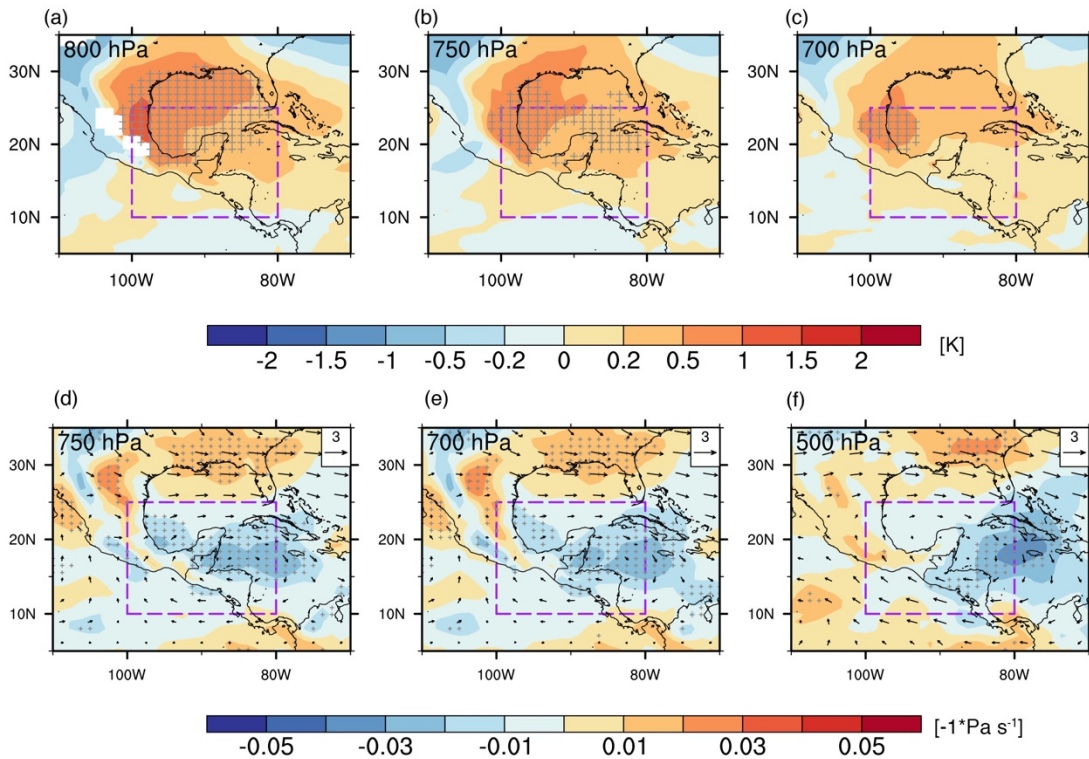 (a) (b) (c)
800 hPa 750 hPa 700 hPa
30N 30N 30N
20N 20N 20N
10N 10N 10N
100W 80W 100W 80W 100W 80W
-2 -1.5 -1 -0.5 -0.2 0 0.2 0.5 1 1.5 2 [K]
(d) (e) (f)
750 hPa 3 700 hPa 3 500 hPa 3
30N 30N 30N
20N 20N 20N
10N 10N 10N
100W 80W 100W 80W 100W 80W
-0.05 -0.03 -0.01 0.01 0.03 0.05 [-1*Pa s⁻¹]